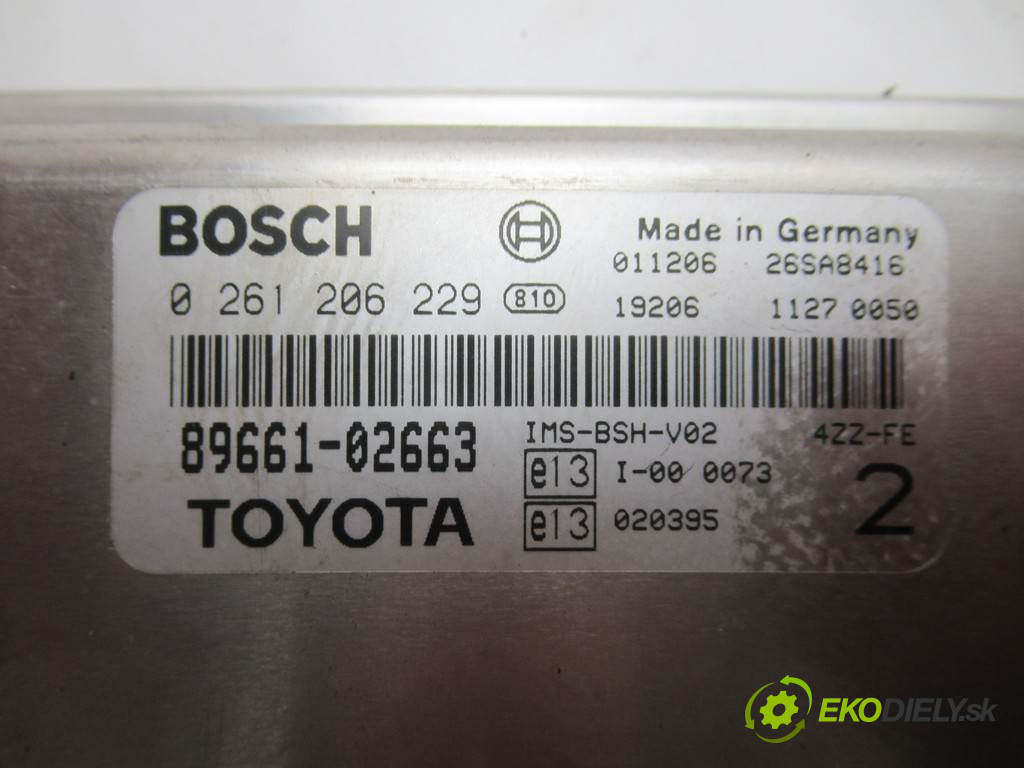 BOSCH
Made in Germany
011206 26SA8416
0 261 206 229 810
19206 1127 0050
89661-02663
IMS-BSH-V02 4ZZ-FE
e13 I-00 0073
2
TOYOTA
e13 020395
EKODIELY.sk